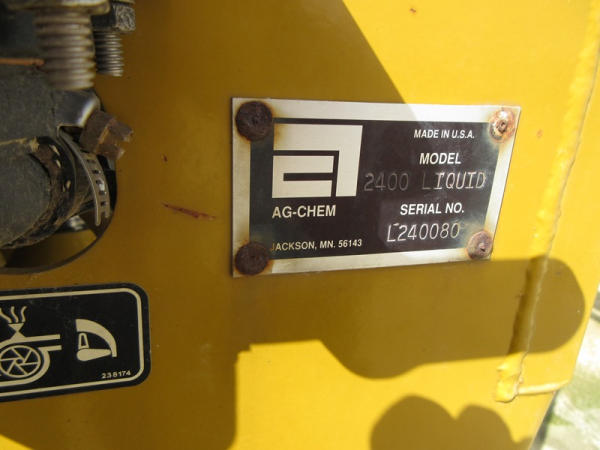 MADE IN U.S.A.
MODEL
2400 LIQUID
AG-CHEM
SERIAL NO.
L240080
JACKSON, MN. 56143
238174